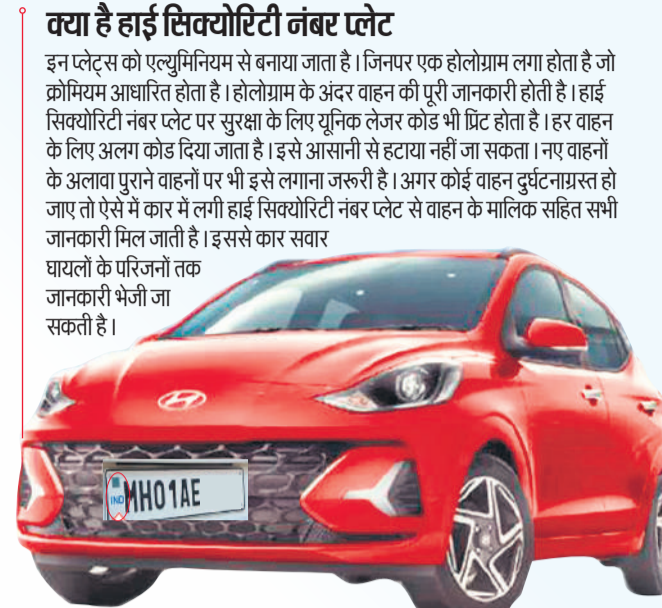 क्या है हाई सिक्योरिटी नंबर प्लेट
इन प्लेट्स को एल्युमिनियम से बनाया जाता है। जिनपर एक होलोग्राम लगा होता है जो
क्रोमियम आधारित होता है। होलोग्राम के अंदर वाहन की पूरी जानकारी होती है। हाई
सिक्योरिटी नंबर प्लेट पर सुरक्षा के लिए यूनिक लेजर कोड भी प्रिंट होता है। हर वाहन
के लिए अलग कोड दिया जाता है। इसे आसानी से हटाया नहीं जा सकता। नए वाहनों
के अलावा पुराने वाहनों पर भी इसे लगाना जरूरी है। अगर कोई वाहन दुर्घटनाग्रस्त हो
जाए तो ऐसे में कार में लगी हाई सिक्योरिटी नंबर प्लेट से वाहन के मालिक सहित सभी
जानकारी मिल जाती है। इससे कार सवार
घायलों के परिजनों तक
जानकारी भेजी जा
सकती है।
IND MH01AE